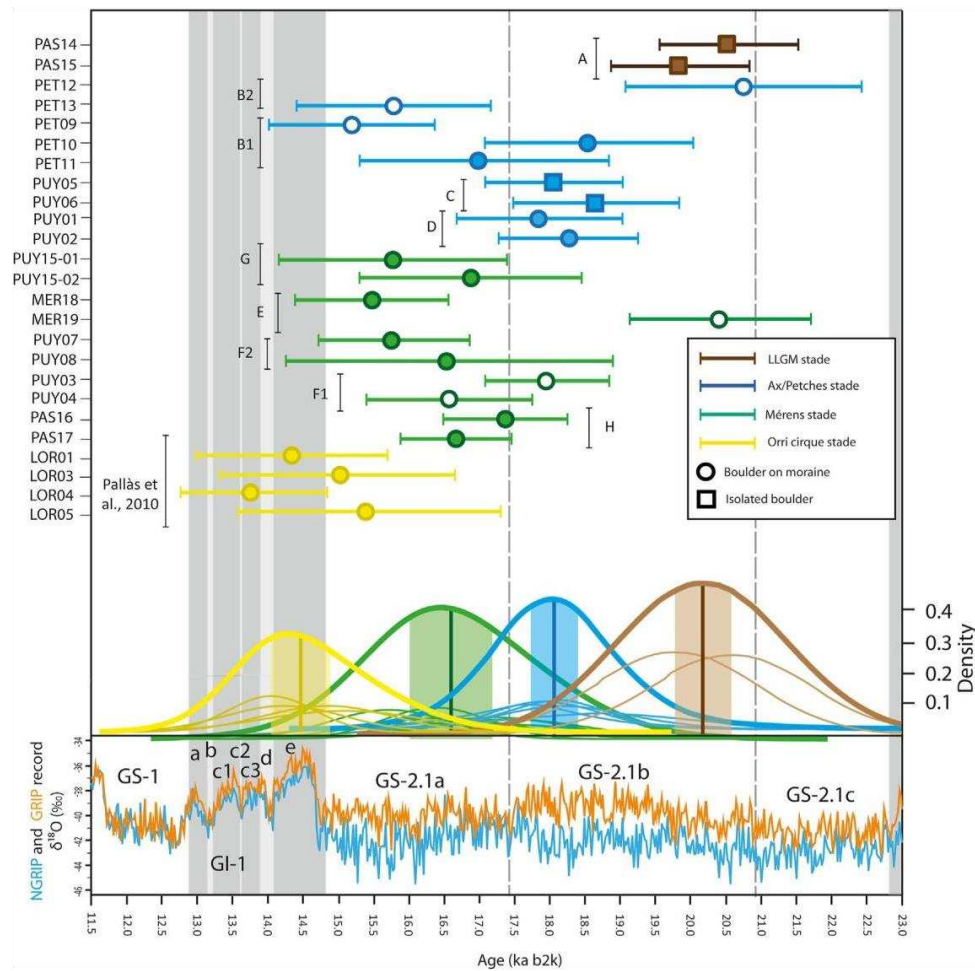 PAS14
PAS15
A
PET12
PET13
B2
PET09
PET10
B1
PET11
PUY05
PUY06
C
PUY01
PUY02
D
PUY15-01
G
PUY15-02
MER18
E
MER19
PUY07
F2
PUY08
PUY03
F1
PUY04
PAS16
H
PAS17
LOR01
LOR03
LOR04
LOR05
Pallàs et
al., 2010
LLGM stade
Ax/Petches stade
Mérens stade
Orri cirque stade
Boulder on moraine
Isolated boulder
0.4
0.3
0.2
0.1
Density
NGRIP and GRIP record
δ¹⁸O (‰)
34
36
38
40
42
44
46
GS-1
a
b
c1
c2
c3
d
e
GI-1
GS-2.1a
GS-2.1b
GS-2.1c
11.5 12.0 12.5 13.0 13.5 14.0 14.5 15.0 15.5 16.0 16.5 17.0 17.5 18.0 18.5 19.0 19.5 20.0 20.5 21.0 21.5 22.0 22.5 23.0
Age (ka b2k)